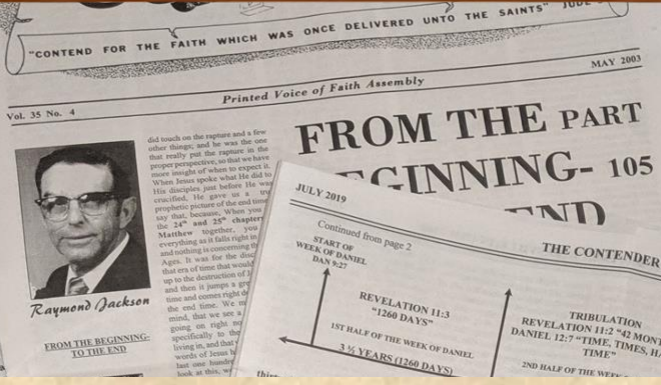 "CONTEND FOR THE FAITH WHICH WAS ONCE DELIVERED UNTO THE SAINTS" JUDE
Vol. 35 No. 4
Printed Voice of Faith Assembly
MAY 2003
FROM THE PART
BEGINNING- 105
END
Raymond Jackson
FROM THE BEGINNING-
TO THE END
did touch on the rapture and a few
other things; and he was the one
that really put the rapture in the
proper perspective, so that we have
more insight of when to expect it.
When Jesus spoke what He did to
His disciples just before He was
crucified, He gave us a
prophetic picture of the end time
say that, because, When you
the 24th and 25th chapters
Matthew together, you
everything as it falls right in
and nothing is concerning the
Ages. It was for the
that era of time that would
up to the destruction of
and then it jumps a
time and comes right
the end time. We
mind, that we see a
going on right
specifically to the
living in, and that
words of Jesus
last one hundred
look at this,
JULY 2019
Continued from page 2
THE CONTENDER
START OF
WEEK OF DANIEL
DAN 9:27
REVELATION 11:3
"1260 DAYS"
1ST HALF OF THE WEEK OF DANIEL
3 ½ YEARS (1260 DAYS)
TRIBULATION
REVELATION 11:2 "42
DANIEL 12:7 "TIME, TIMES,
TIME"
2ND HALF OF THE WEEK